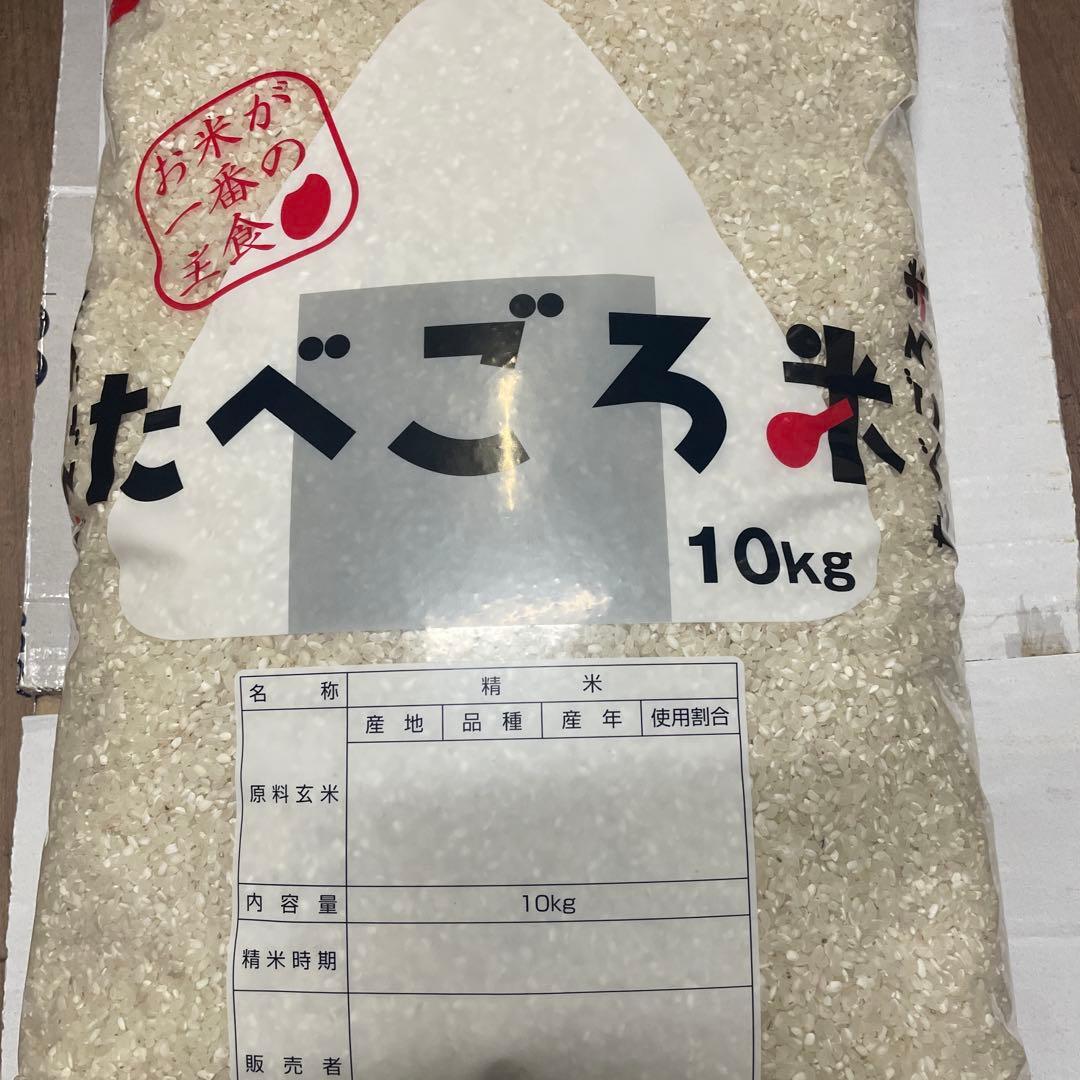 お米が
一番の
主食
たべごろ米
10kg
名称 精米
産地 品種 産年 使用割合
原料玄米
内容量 10kg
精米時期
販売者